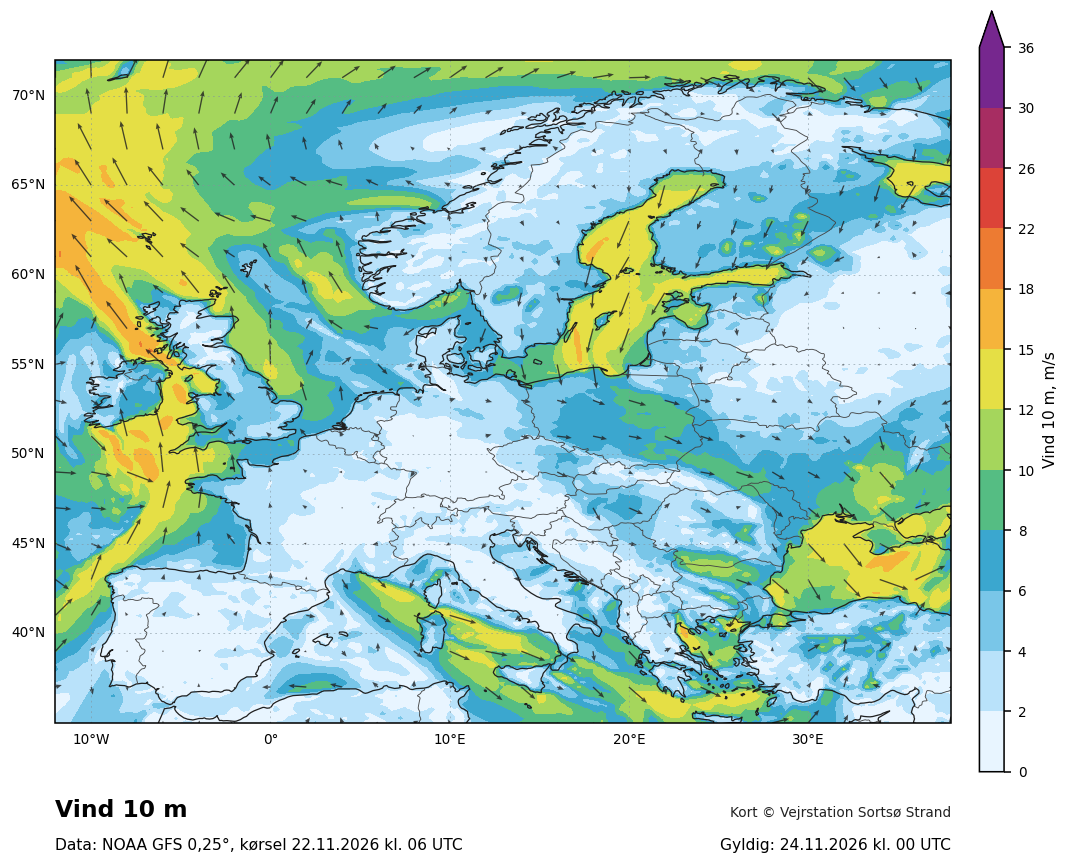 36
30
26
22
18
15
12
10
8
6
4
2
0
Vind 10 m, m/s
70°N
65°N
60°N
55°N
50°N
45°N
40°N
10°W
0°
10°E
20°E
30°E
Vind 10 m
Kort © Vejrstation Sortsø Strand
Data: NOAA GFS 0,25°, kørsel 22.11.2026 kl. 06 UTC
Gyldig: 24.11.2026 kl. 00 UTC